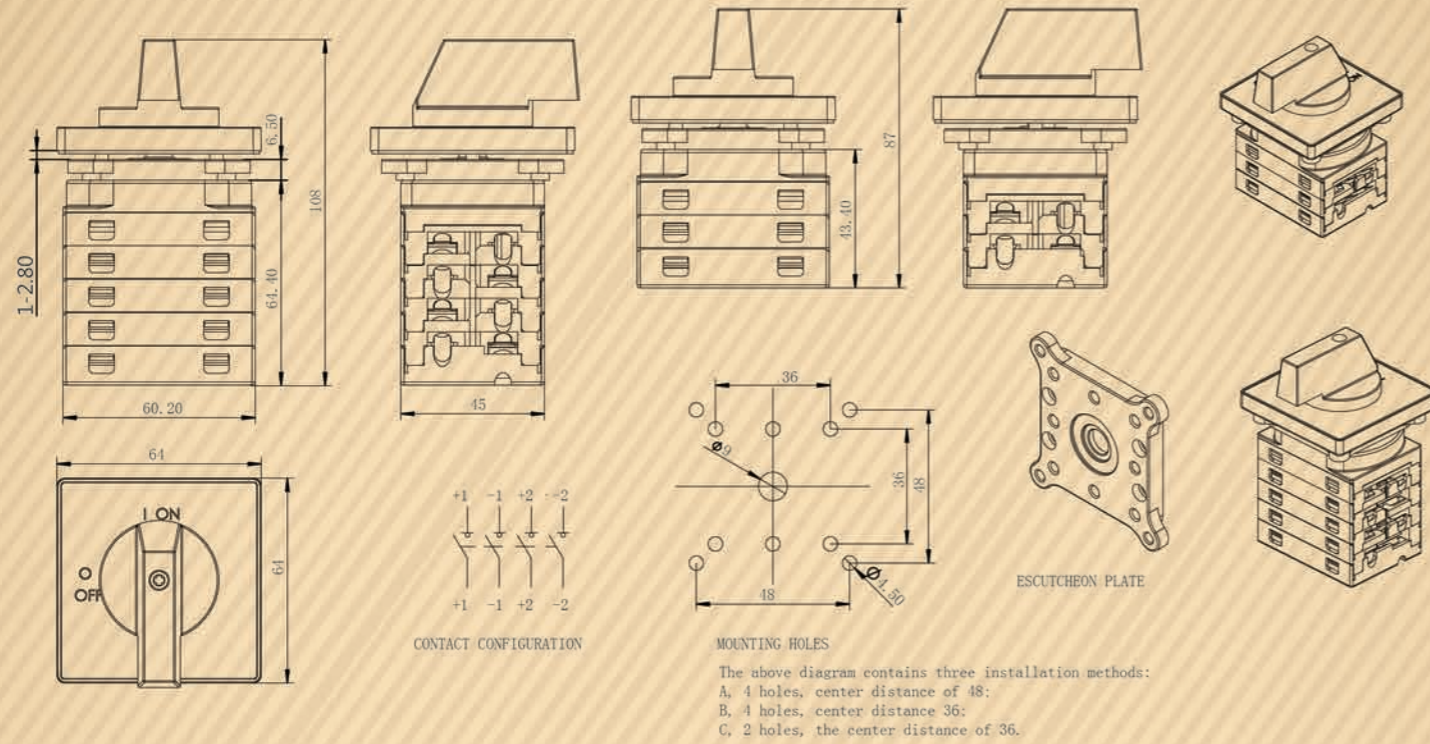 108
6.50
1-2.80
64.40
60.20
45
87
43.40
64
64
I ON
O
OFF
+1 -1 +2 -2
+1 -1 +2 -2
CONTACT CONFIGURATION
36
ø9
36
48
48
Ø4.50
MOUNTING HOLES
ESCUTCHEON PLATE
The above diagram contains three installation methods:
A, 4 holes, center distance of 48;
B, 4 holes, center distance 36;
C, 2 holes, the center distance of 36.